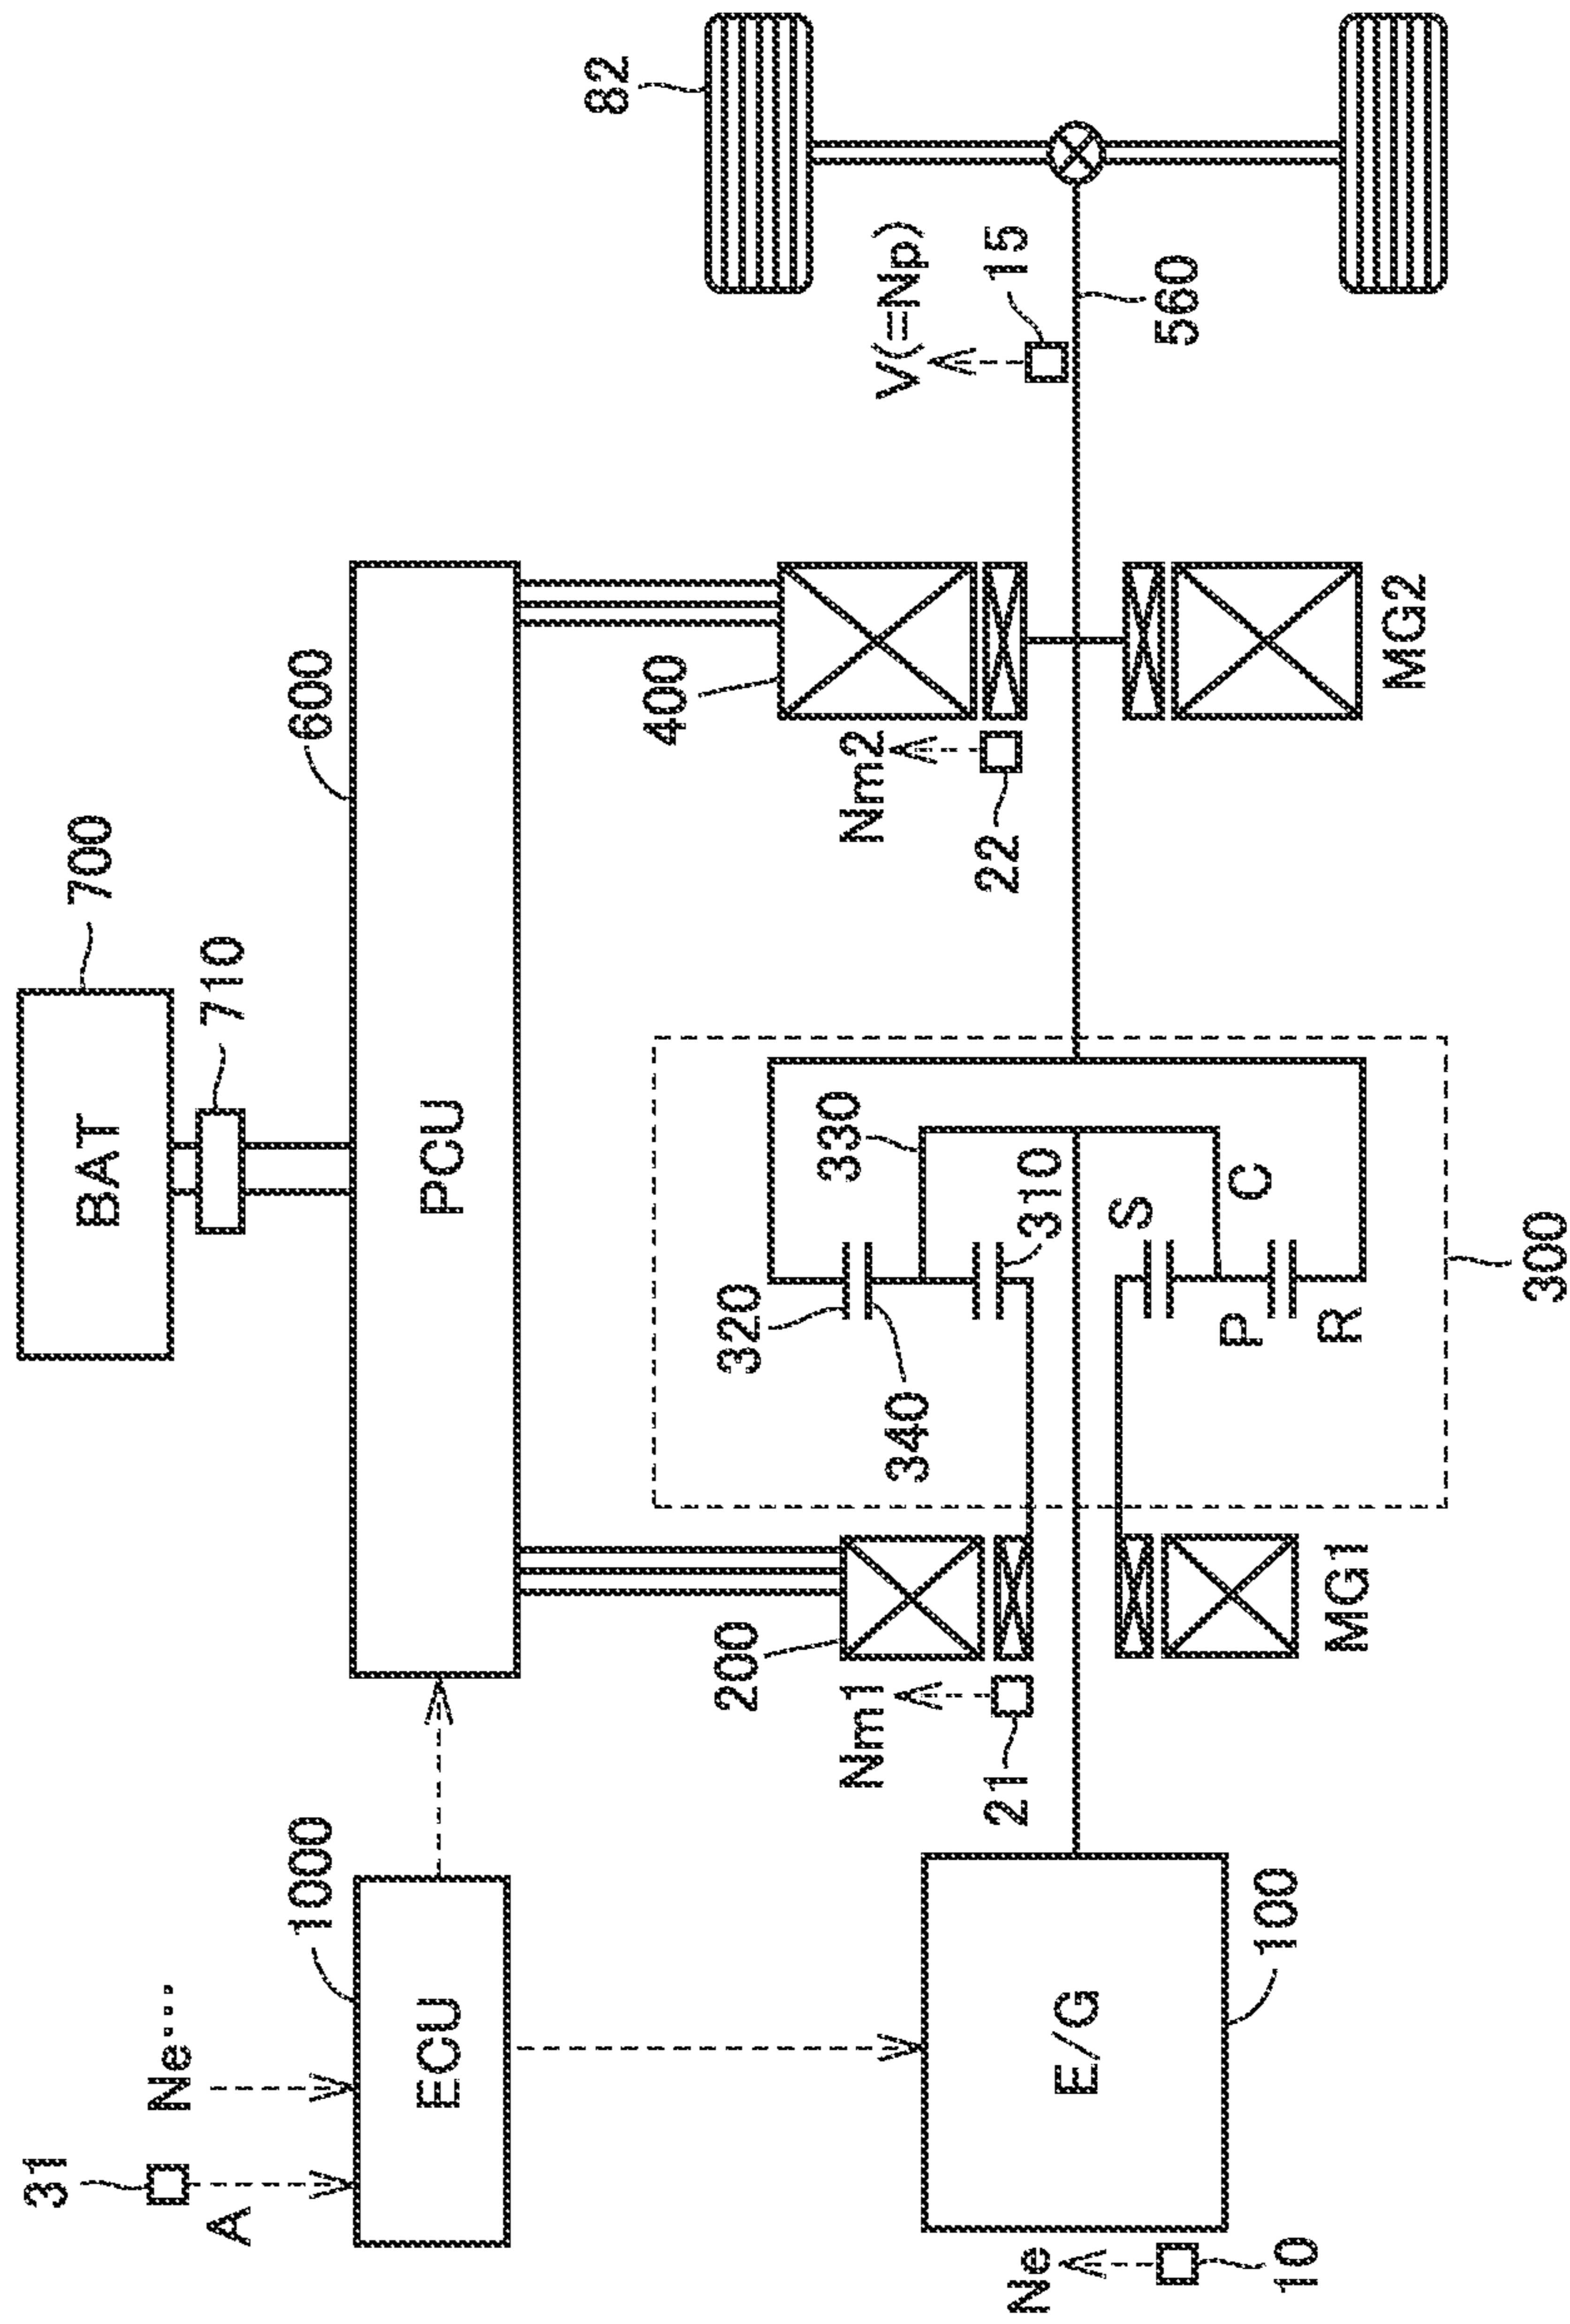 31
A
Ne···
1000
ECU
BAT
700
710
600
PCU
82
V(=Np)
15
560
400
Nm2
22
MG2
200
Nm1
21
MG1
320
340
330
310
S
C
P
R
300
E/G
100
Ne
10